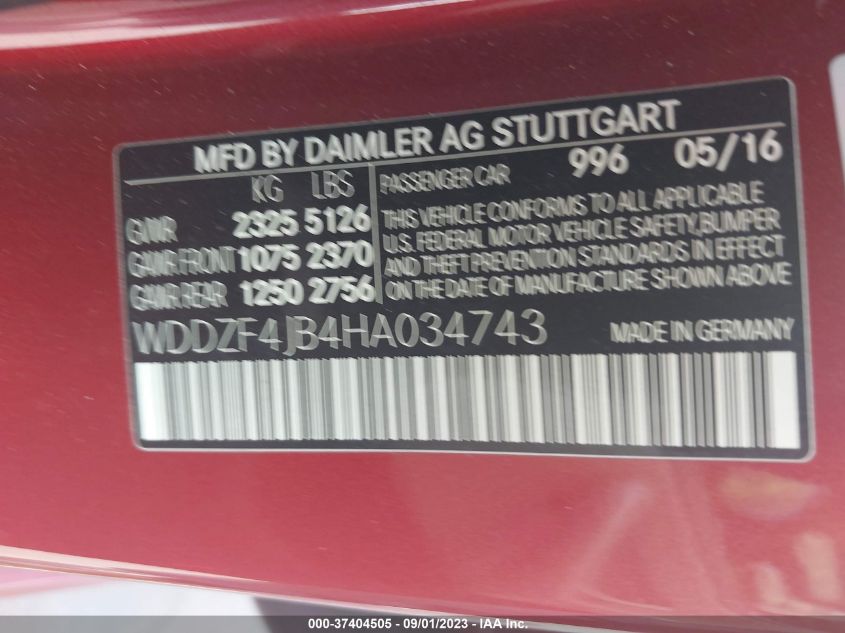 MFD BY DAIMLER AG STUTTGART
KG LBS
GVWR 2325 5126
GAWR FRONT 1075 2370
GAWR REAR 1250 2756
PASSENGER CAR 996 05/16
THIS VEHICLE CONFORMS TO ALL APPLICABLE
U.S. FEDERAL MOTOR VEHICLE SAFETY, BUMPER
AND THEFT PREVENTION STANDARDS IN EFFECT
ON THE DATE OF MANUFACTURE SHOWN ABOVE
WDDZF4JB4HA034743 MADE IN GERMANY
000-37404505 - 09/01/2023 - IAA Inc.